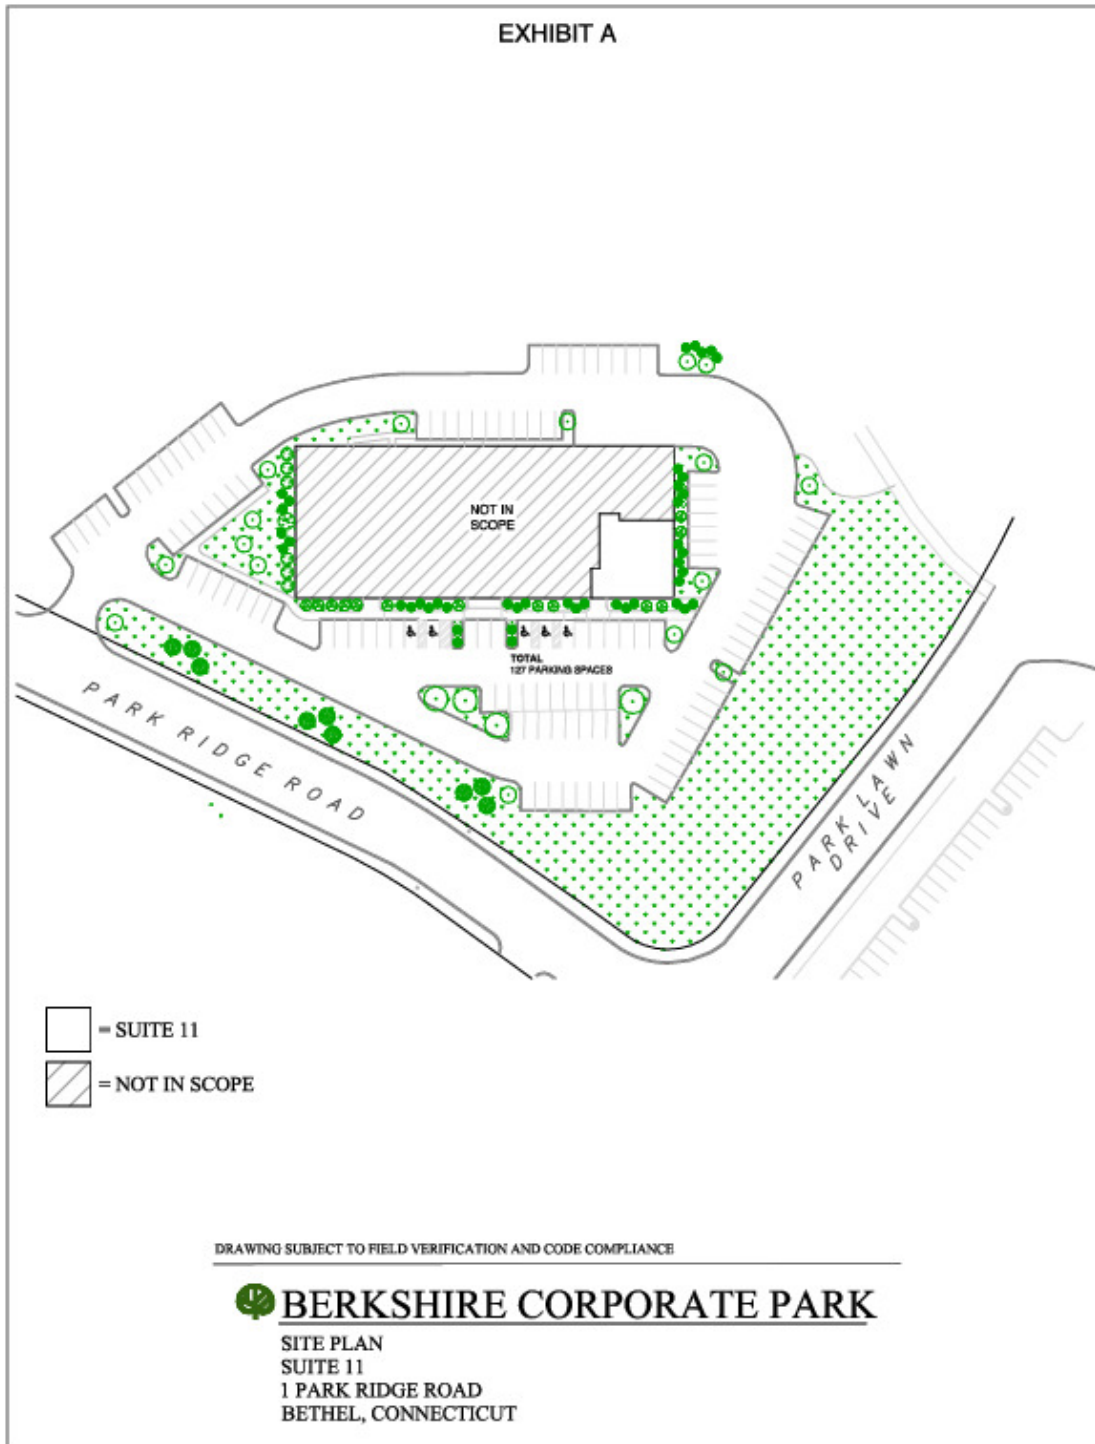 EXHIBIT A
NOT IN
SCOPE
TOTAL
127 PARKING SPACES
PARK RIDGE ROAD
PARK LAWN
DRIVE
= SUITE 11
= NOT IN SCOPE
DRAWING SUBJECT TO FIELD VERIFICATION AND CODE COMPLIANCE
BERKSHIRE CORPORATE PARK
SITE PLAN
SUITE 11
1 PARK RIDGE ROAD
BETHEL, CONNECTICUT